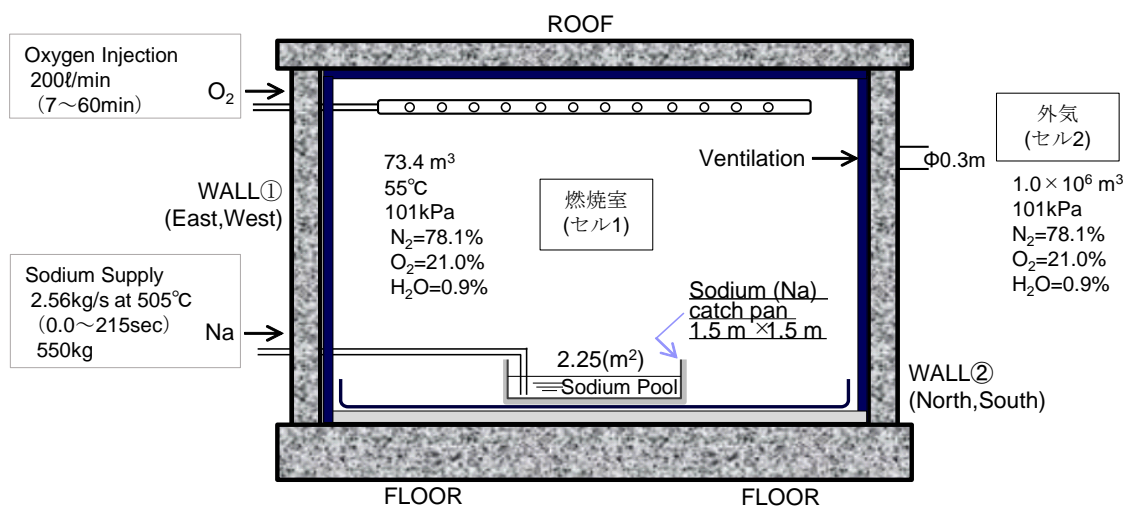 ROOF
Oxygen Injection
200ℓ/min
（7～60min）
O₂
WALL①
(East,West)
Sodium Supply
2.56kg/s at 505℃
（0.0～215sec）
550kg
Na
73.4 m³
55℃
101kPa
N₂=78.1%
O₂=21.0%
H₂O=0.9%
燃焼室
(セル1)
Ventilation
Φ0.3m
外気
(セル2)
1.0×10⁶ m³
101kPa
N₂=78.1%
O₂=21.0%
H₂O=0.9%
Sodium (Na)
catch pan
1.5 m ×1.5 m
2.25(m²)
Sodium Pool
WALL②
(North,South)
FLOOR
FLOOR